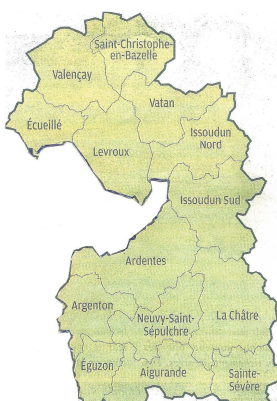 Saint-Christophe-
en-Bazelle
Valençay
Vatan
Écueillé
Issoudun
Nord
Levroux
Issoudun Sud
Ardentes
Argenton
Neuvy-Saint-
Sépulchre
La Châtre
Éguzon
Aigurande
Sainte-
Sévère